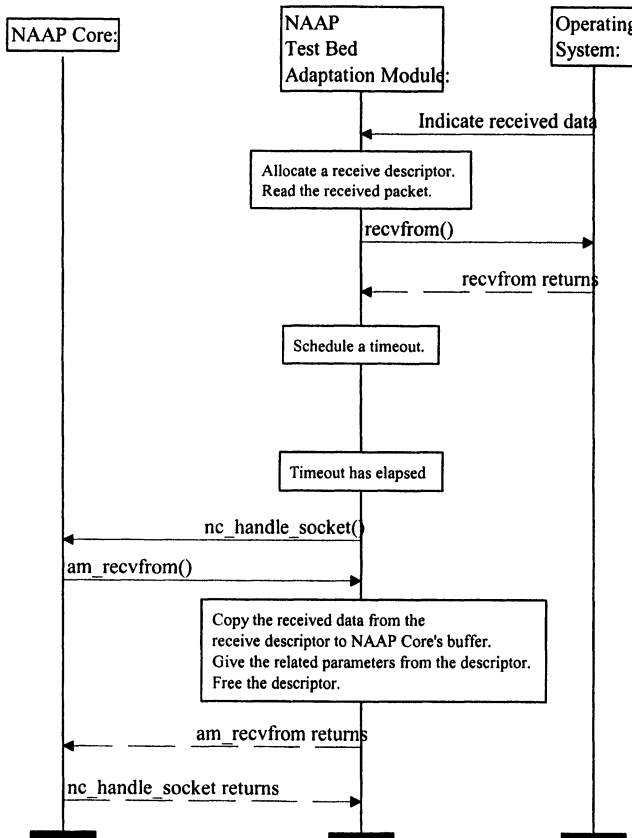 NAAP Core:
NAAP
Test Bed
Adaptation Module:
Operating
System:
Indicate received data
Allocate a receive descriptor.
Read the received packet.
recvfrom()
recvfrom returns
Schedule a timeout.
Timeout has elapsed
nc_handle_socket()
am_recvfrom()
Copy the received data from the
receive descriptor to NAAP Core's buffer.
Give the related parameters from the descriptor.
Free the descriptor.
am_recvfrom returns
nc_handle_socket returns